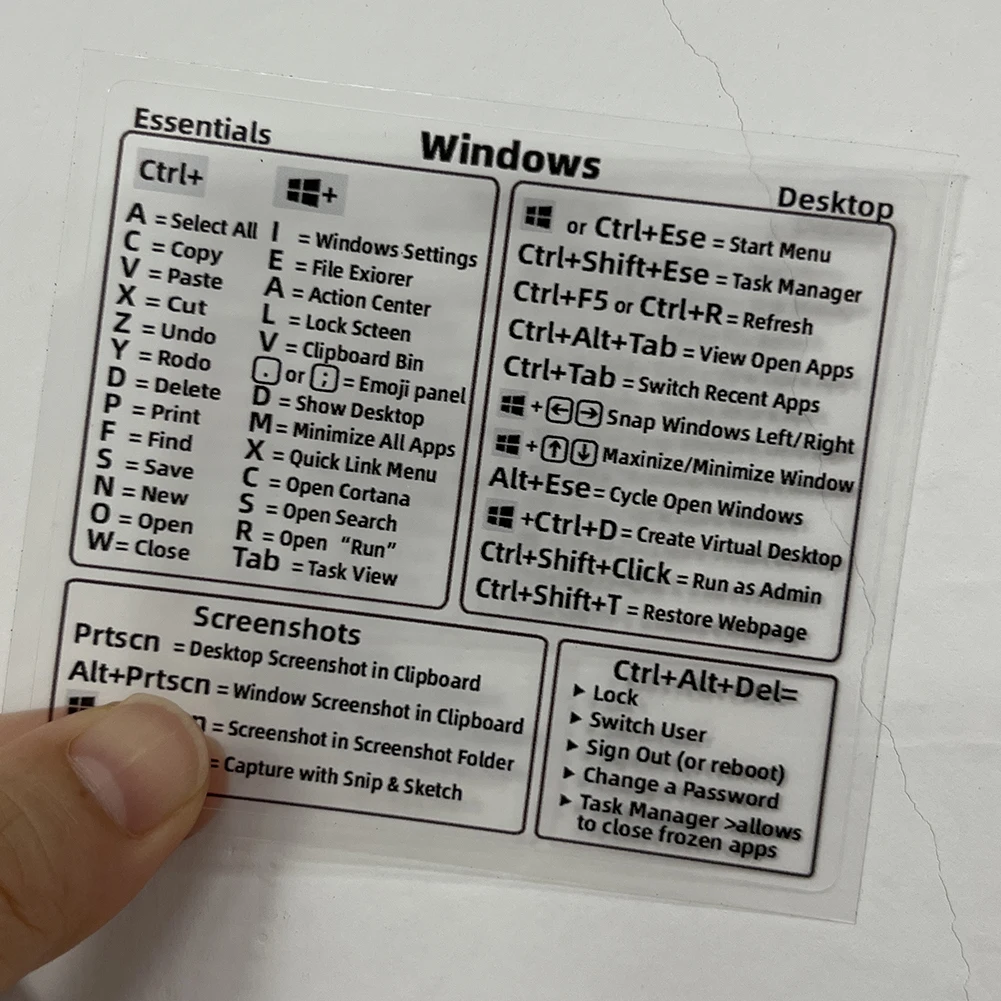 Windows
Essentials
Ctrl+
A = Select All
C = Copy
V = Paste
X = Cut
Z = Undo
Y = Rodo
D = Delete
P = Print
F = Find
S = Save
N = New
O = Open
W= Close
+
I = Windows Settings
E = File Exiorer
A = Action Center
L = Lock Scteen
V = Clipboard Bin
. or ; = Emoji panel
D = Show Desktop
M= Minimize All Apps
X = Quick Link Menu
C = Open Cortana
S = Open Search
R = Open “Run”
Tab = Task View
Desktop
or Ctrl+Ese = Start Menu
Ctrl+Shift+Ese = Task Manager
Ctrl+F5 or Ctrl+R = Refresh
Ctrl+Alt+Tab = View Open Apps
Ctrl+Tab = Switch Recent Apps
+ ← → Snap Windows Left/Right
+ ↑ ↓ Maxinize/Minimize Window
Alt+Ese= Cycle Open Windows
+Ctrl+D = Create Virtual Desktop
Ctrl+Shift+Click = Run as Admin
Ctrl+Shift+T = Restore Webpage
Screenshots
Prtscn = Desktop Screenshot in Clipboard
Alt+Prtscn = Window Screenshot in Clipboard
= Screenshot in Screenshot Folder
= Capture with Snip & Sketch
Ctrl+Alt+Del=
▶ Lock
▶ Switch User
▶ Sign Out (or reboot)
▶ Change a Password
▶ Task Manager >allows
to close frozen apps